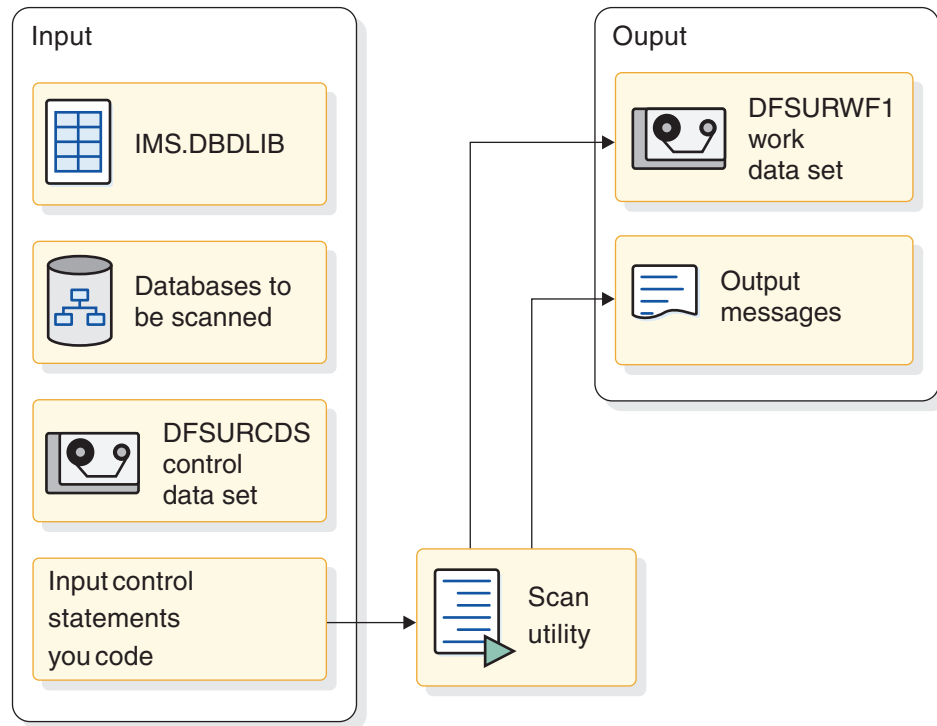 Input
IMS.DBDLIB
Databases to
be scanned
DFSURCDS
control
data set
Input control
statements
you code
Scan
utility
Ouput
DFSURWF1
work
data set
Output
messages